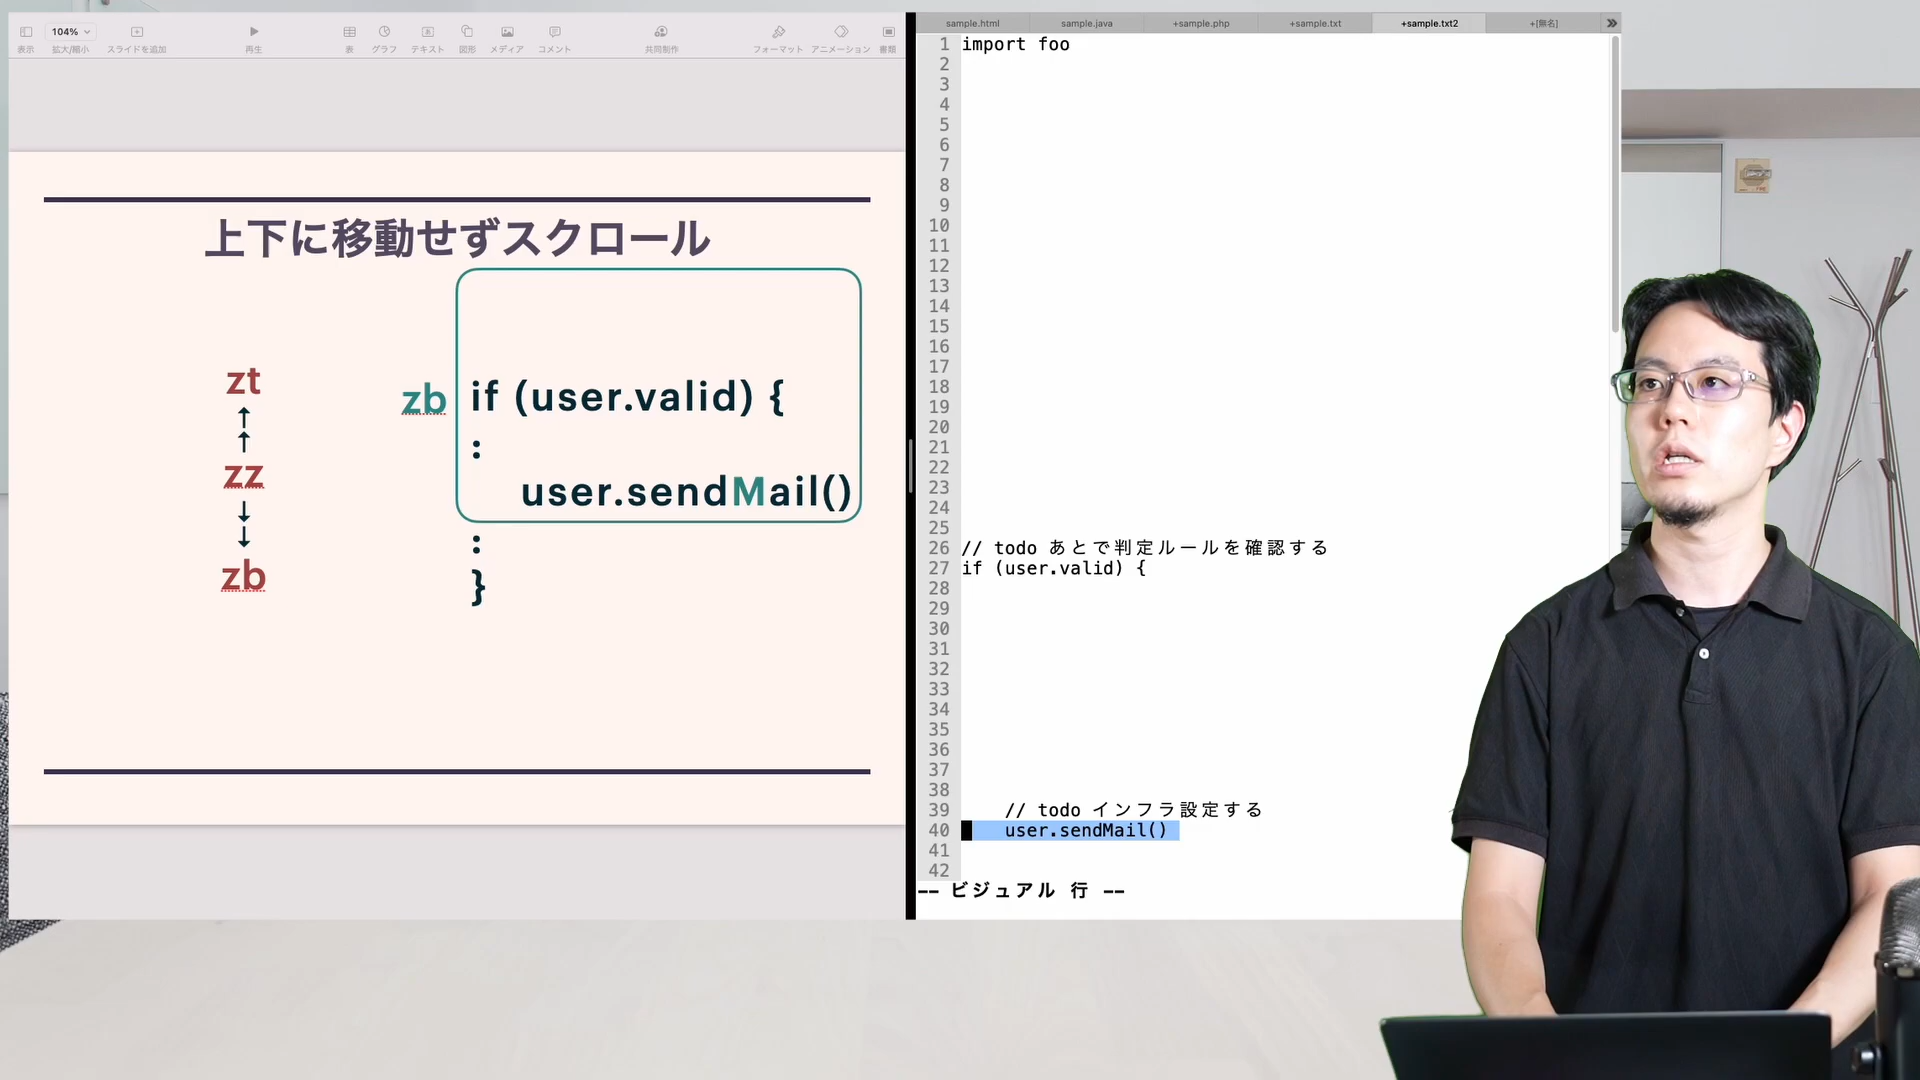 104%
表示
拡大/縮小
スライドを追加
再生
表
グラフ
テキスト
図形
メディア
コメント
共同制作
フォーマット
アニメーション
書類
上下に移動せずスクロール
zt
↑
↑
zz
↓
↓
zb
zb
if (user.valid) {
:
user.sendMail()
:
}
sample.html
sample.java
+sample.php
+sample.txt
+sample.txt2
+[無名]
»
1 import foo
2
3
4
5
6
7
8
9
10
11
12
13
14
15
16
17
18
19
20
21
22
23
24
25
26 // todo あとで判定ルールを確認する
27 if (user.valid) {
28
29
30
31
32
33
34
35
36
37
38
39 // todo インフラ設定する
40 user.sendMail()
41
42
-- ビジュアル 行 --